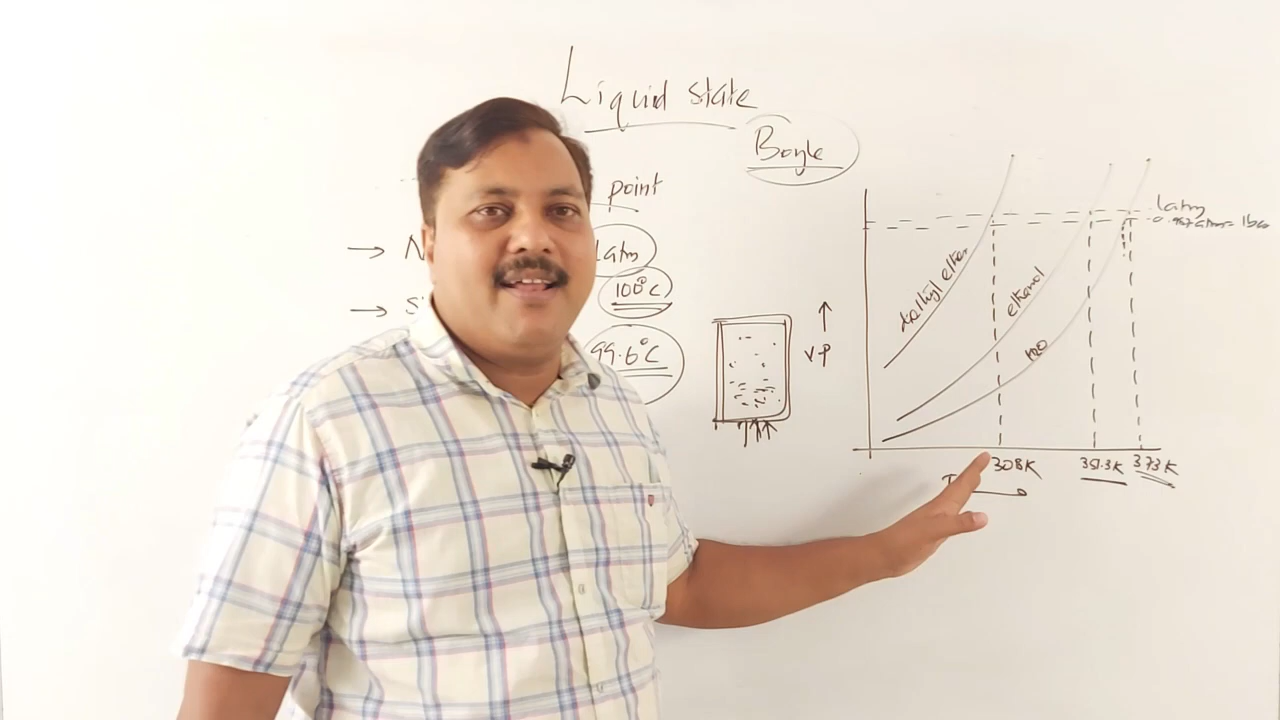 Liquid state
Boyle
point
→ N
1atm
→ S
100°C
99.6°C
↑
V.P
diethyl ether
ethanol
H2O
1atm
308K
351.3K
373K
T